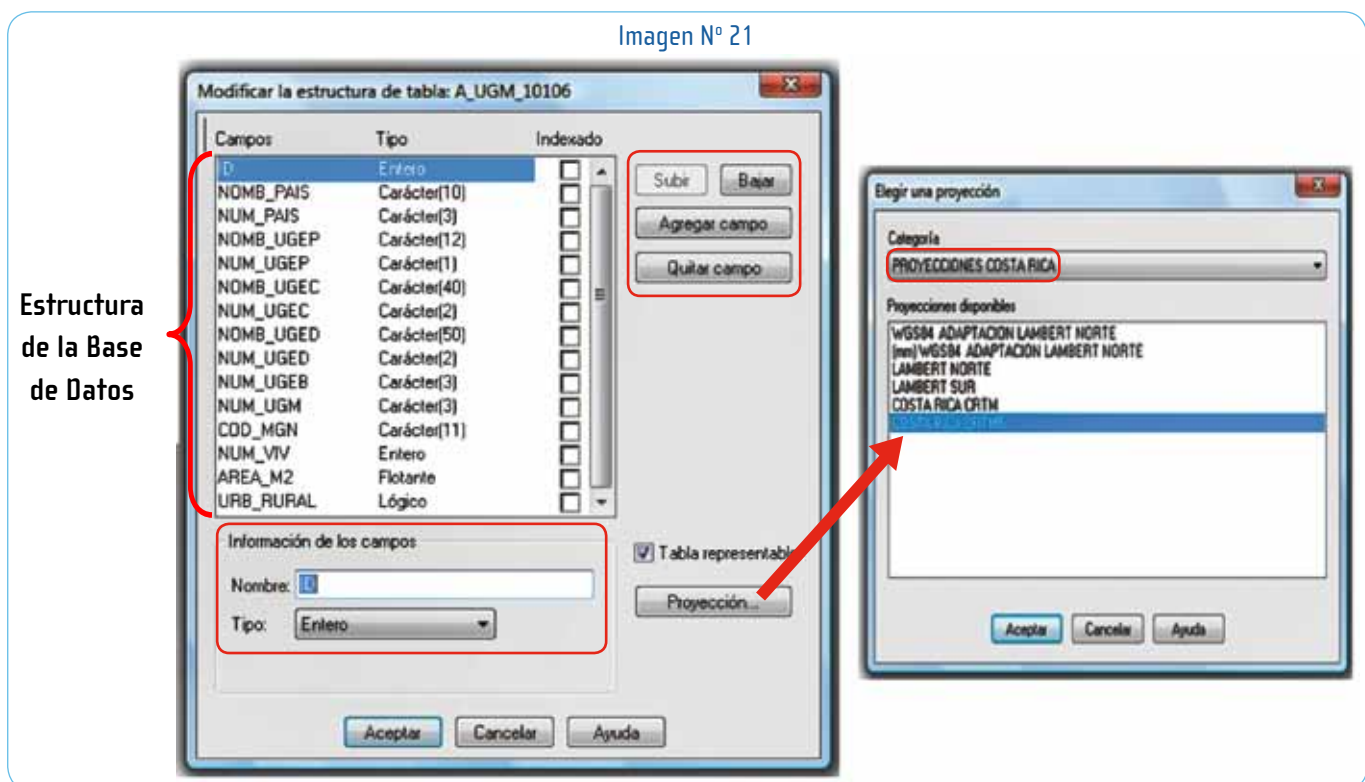 Imagen Nº 21
Modificar la estructura de tabla: A_UGM_10106
Campos Tipo Indexado
ID Entero
NOMB_PAIS Carácter(10)
NUM_PAIS Carácter(3)
NOMB_UGEP Carácter(12)
NUM_UGEP Carácter(1)
NOMB_UGEC Carácter(40)
NUM_UGEC Carácter(2)
NOMB_UGED Carácter(50)
NUM_UGED Carácter(2)
NUM_UGEB Carácter(3)
NUM_UGM Carácter(3)
COD_MGN Carácter(11)
NUM_VIV Entero
AREA_M2 Flotante
URB_RURAL Lógico
Subir Bajar
Agregar campo
Quitar campo
Estructura
de la Base
de Datos
Información de los campos
Nombre: ID
Tipo: Entero
Tabla representable
Proyección...
Aceptar Cancelar Ayuda
Elegir una proyección
Categoría
PROYECCIONES COSTA RICA
Proyecciones disponibles
WGS84 ADAPTACION LAMBERT NORTE
(mm) WGS84 ADAPTACION LAMBERT NORTE
LAMBERT NORTE
LAMBERT SUR
COSTA RICA CRTM
COSTA RICA
Aceptar Cancelar Ayuda